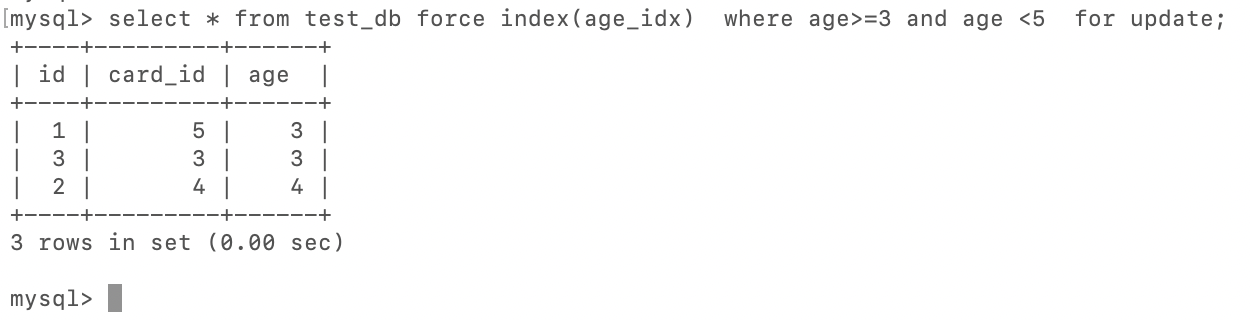 [mysql> select * from test_db force index(age_idx)  where age>=3 and age <5  for update;
+----+---------+------+
| id | card_id | age  |
+----+---------+------+
|  1 |       5 |    3 |
|  3 |       3 |    3 |
|  2 |       4 |    4 |
+----+---------+------+
3 rows in set (0.00 sec)
mysql>